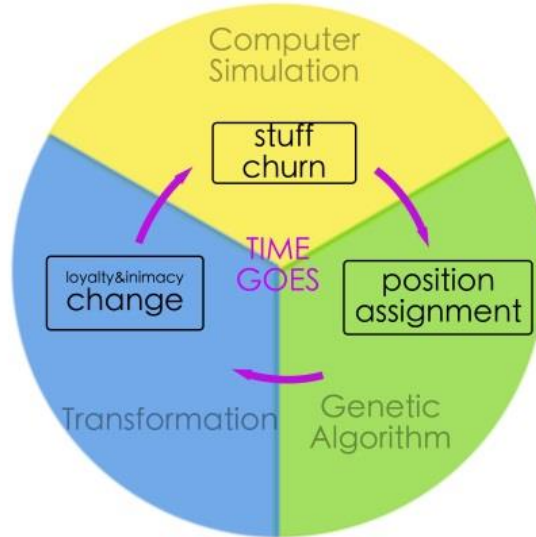 Computer
Simulation
stuff
churn
TIME
GOES
loyalty&inimacy
change
position
assignment
Transformation
Genetic
Algorithm